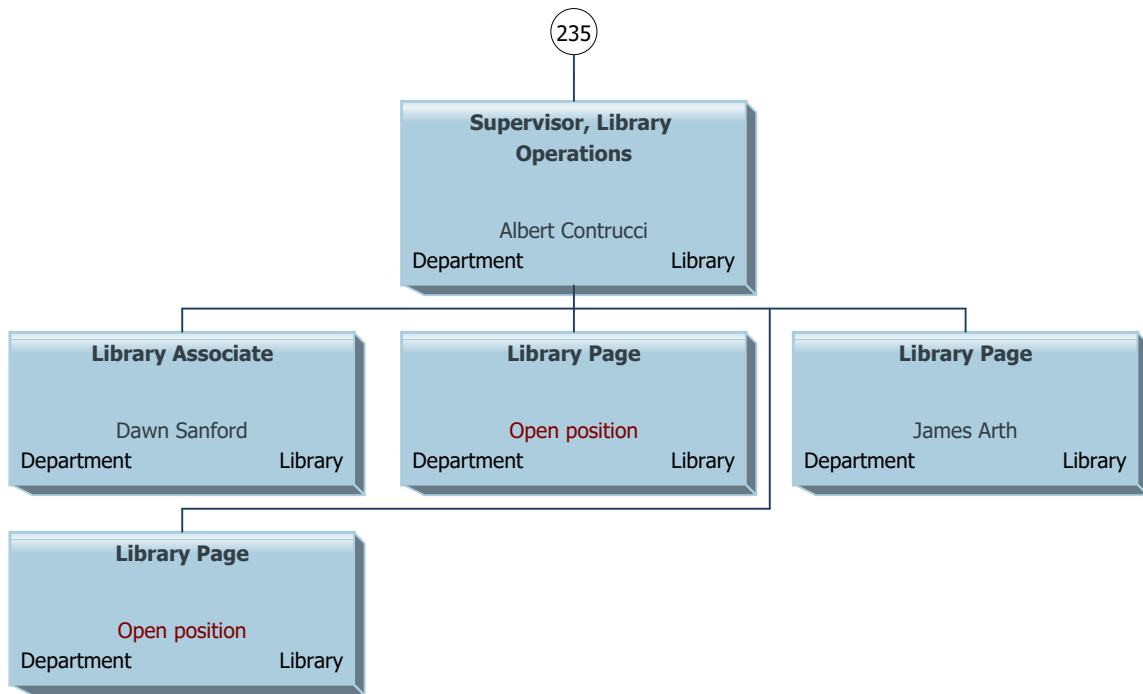 235
Supervisor, Library
Operations
Albert Contrucci
Department Library
Library Associate
Dawn Sanford
Department Library
Library Page
Open position
Department Library
Library Page
James Arth
Department Library
Library Page
Open position
Department Library